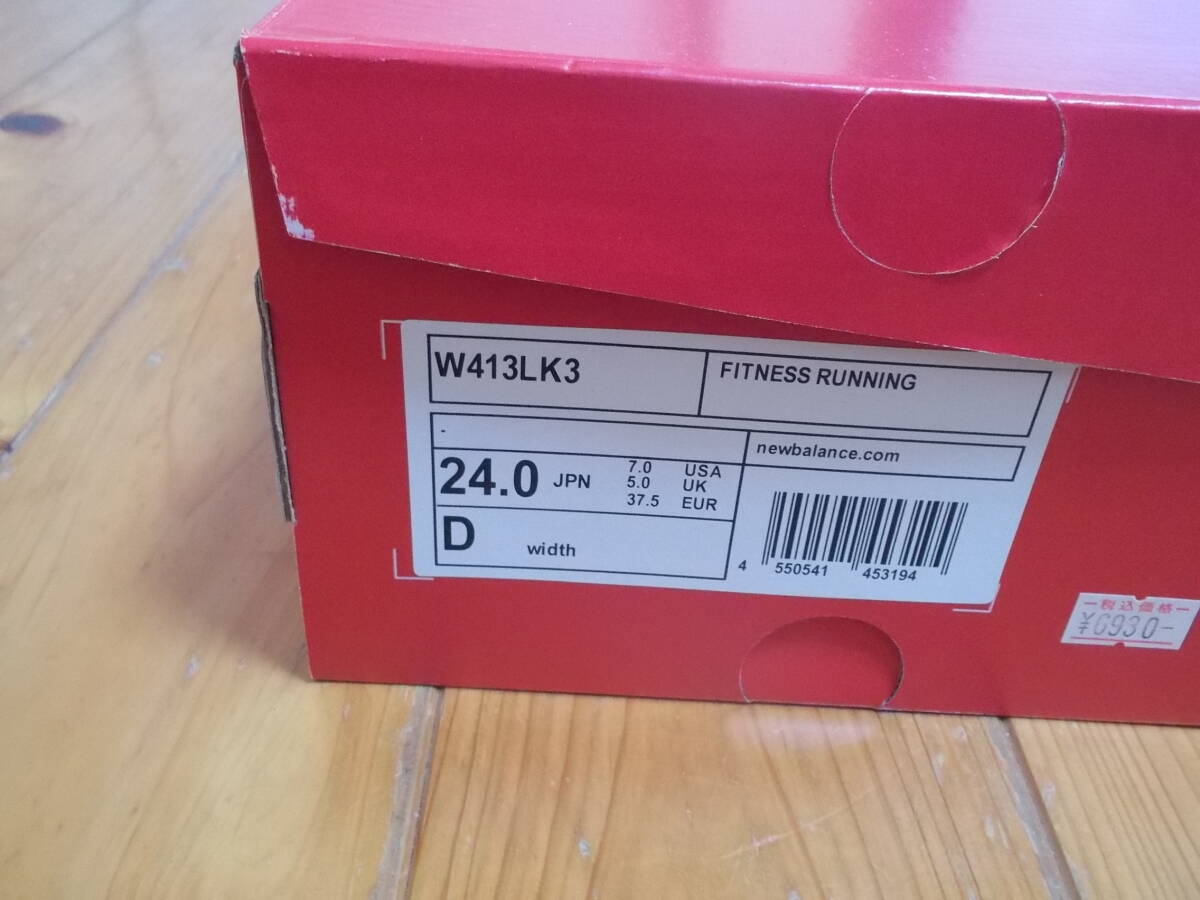 W413LK3
FITNESS RUNNING
-
newbalance.com
24.0 JPN
7.0 USA
5.0 UK
37.5 EUR
D width
4 550541 453194
税込価格
¥6930-